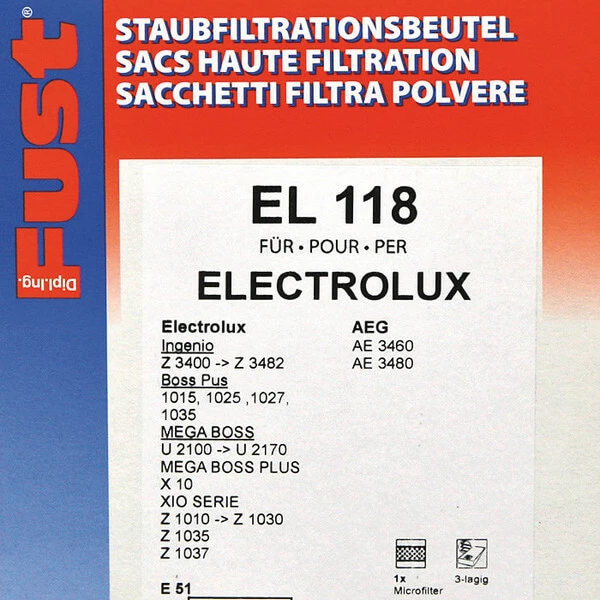 FUST®
Dipl.Ing.
STAUBFILTRATIONSBEUTEL
SACS HAUTE FILTRATION
SACCHETTI FILTRA POLVERE
EL 118
FÜR • POUR • PER
ELECTROLUX
Electrolux
Ingenio
Z 3400 -> Z 3482
Boss Pus
1015, 1025 ,1027,
1035
MEGA BOSS
U 2100 -> U 2170
MEGA BOSS PLUS
X 10
XIO SERIE
Z 1010 -> Z 1030
Z 1035
Z 1037
E 51
AEG
AE 3460
AE 3480
1x
Microfilter
3-lagig